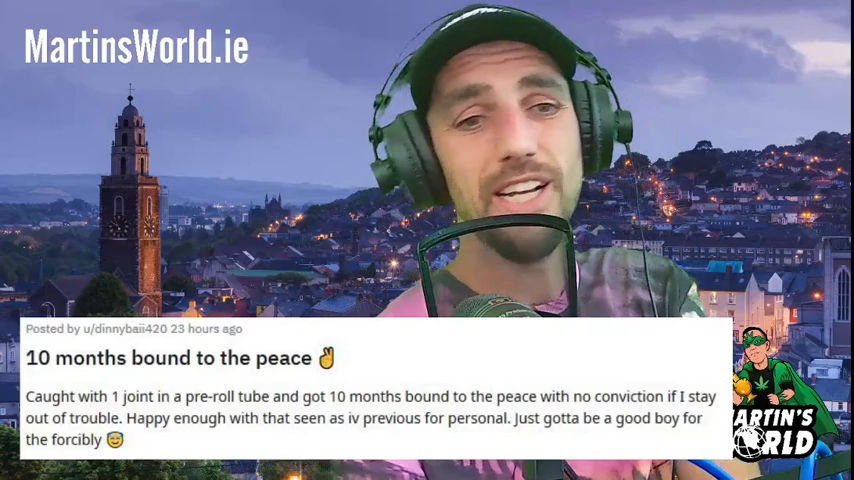 MartinsWorld.ie
Posted by u/dinnybaii420 23 hours ago
10 months bound to the peace ✌
Caught with 1 joint in a pre-roll tube and got 10 months bound to the peace with no conviction if I stay
out of trouble. Happy enough with that seen as iv previous for personal. Just gotta be a good boy for
the forcibly 😇
MARTIN'S
WORLD